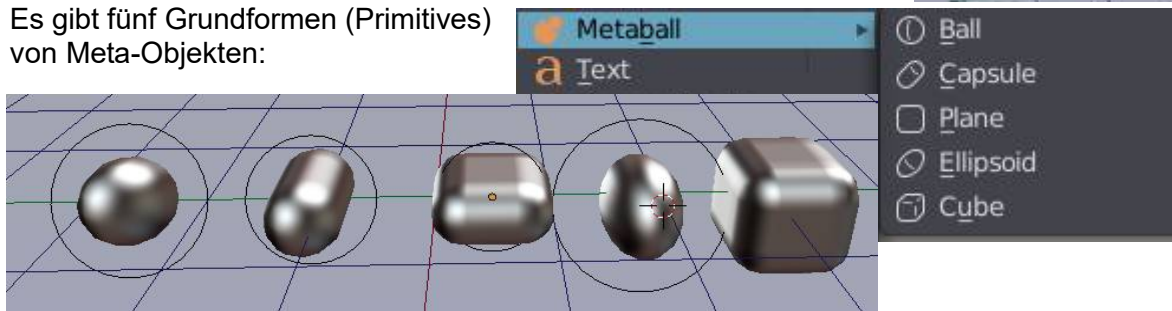 Es gibt fünf Grundformen (Primitives)
von Meta-Objekten:
Metaball
Text
Ball
Capsule
Plane
Ellipsoid
Cube